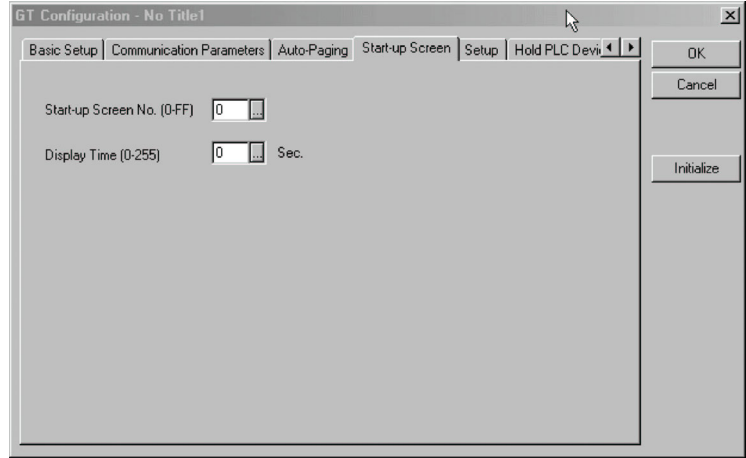 GT Configuration - No Title1
Basic Setup Communication Parameters Auto-Paging Start-up Screen Setup Hold PLC Devi
OK
Cancel
Start-up Screen No. (0-FF) 0 ...
Display Time (0-255) 0 ... Sec.
Initialize